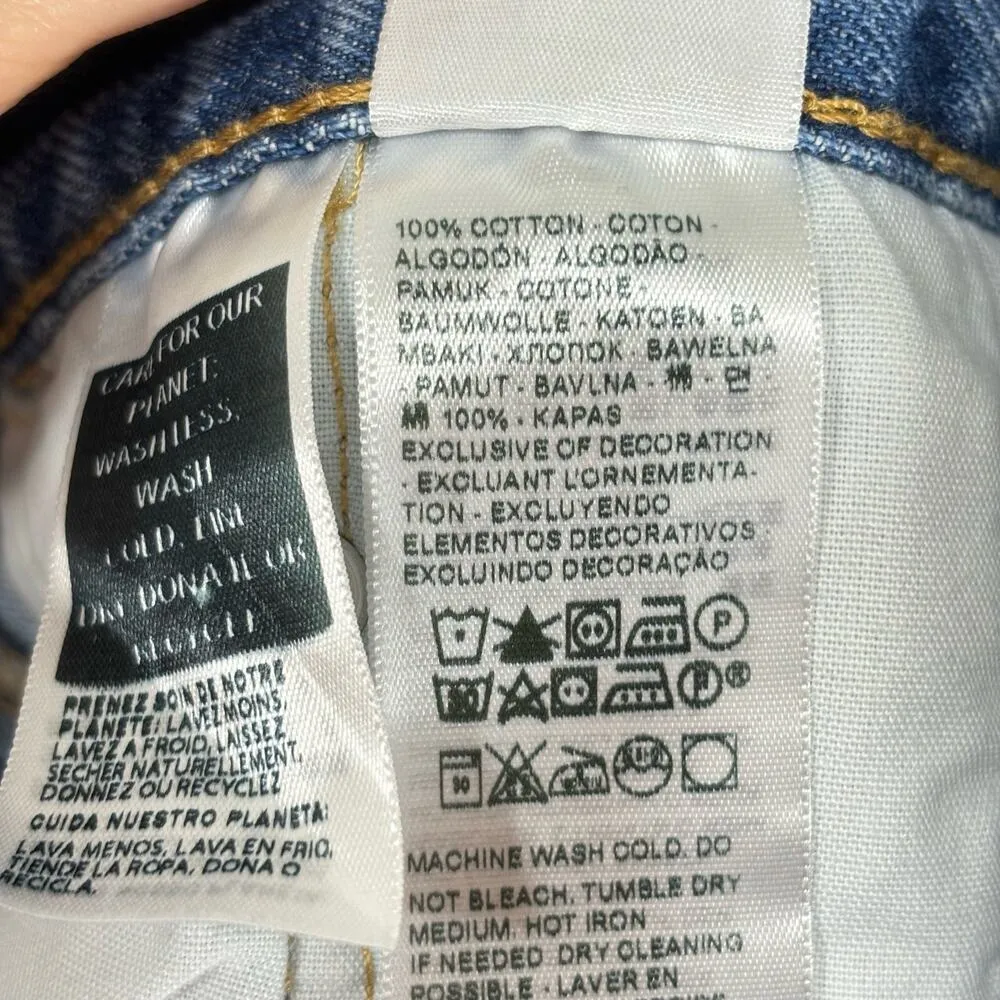 CARE FOR OUR
PLANET:
WASH LESS,
WASH
COLD, LINE
DRY, DONATE OR
RECYCLE
PRENEZ SOIN DE NOTRE
PLANÈTE: LAVEZ MOINS,
LAVEZ A FROID, LAISSEZ
SECHER NATURELLEMENT,
DONNEZ OU RECYCLEZ
CUIDA NUESTRO PLANETA:
LAVA MENOS, LAVA EN FRIO,
TIENDE LA ROPA, DONA O
RECICLA.
100% COTTON - COTON -
ALGODÓN - ALGODÃO -
PAMUK - COTONE -
BAUMWOLLE - KATOEN - BA
MBAKI - ХЛОПОК - BAWEŁNA
- PAMUT - BAVLNA - 棉 - 면 -
綿 100% - KAPAS
EXCLUSIVE OF DECORATION
- EXCLUANT L'ORNEMENTA-
TION - EXCLUYENDO
ELEMENTOS DECORATIVOS
EXCLUINDO DECORAÇÃO
P
30 P®
30
MACHINE WASH COLD. DO
NOT BLEACH. TUMBLE DRY
MEDIUM. HOT IRON
IF NEEDED DRY CLEANING
POSSIBLE - LAVER EN